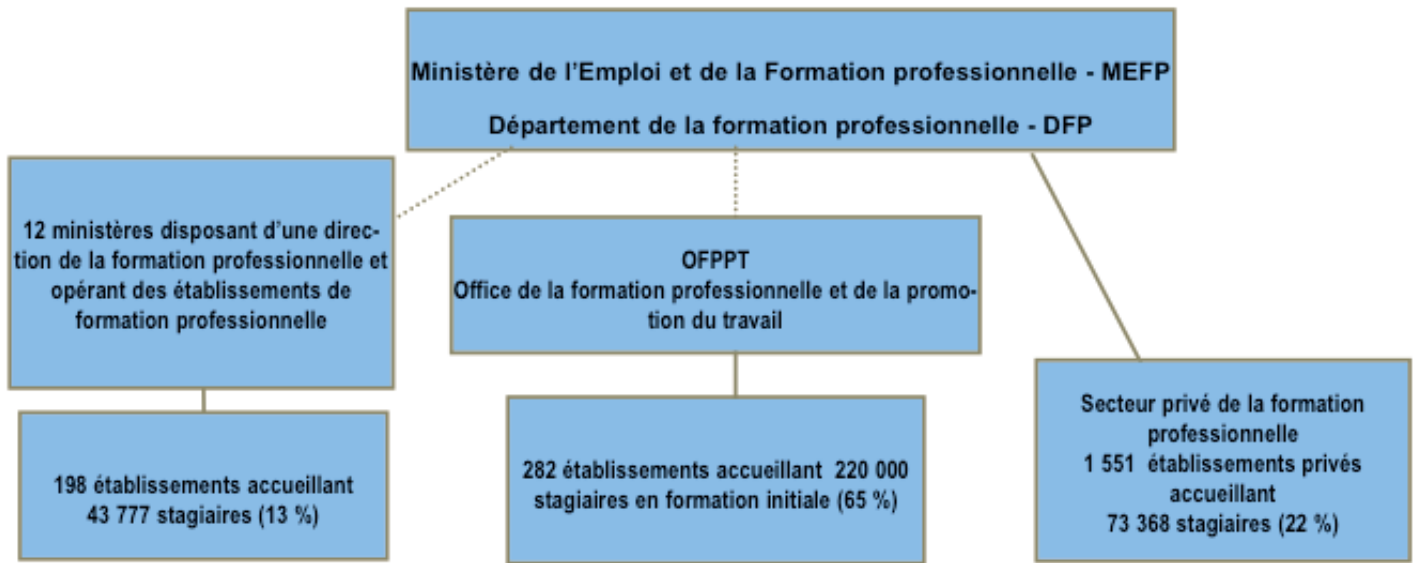 Ministère de l'Emploi et de la Formation professionnelle - MEFP
Département de la formation professionnelle - DFP
12 ministères disposant d'une direc-
tion de la formation professionnelle et
opérant des établissements de
formation professionnelle
OFPPT
Office de la formation professionnelle et de la promo-
tion du travail
198 établissements accueillant
43 777 stagiaires (13 %)
282 établissements accueillant 220 000
stagiaires en formation initiale (65 %)
Secteur privé de la formation
professionnelle
1 551 établissements privés
accueillant
73 368 stagiaires (22 %)